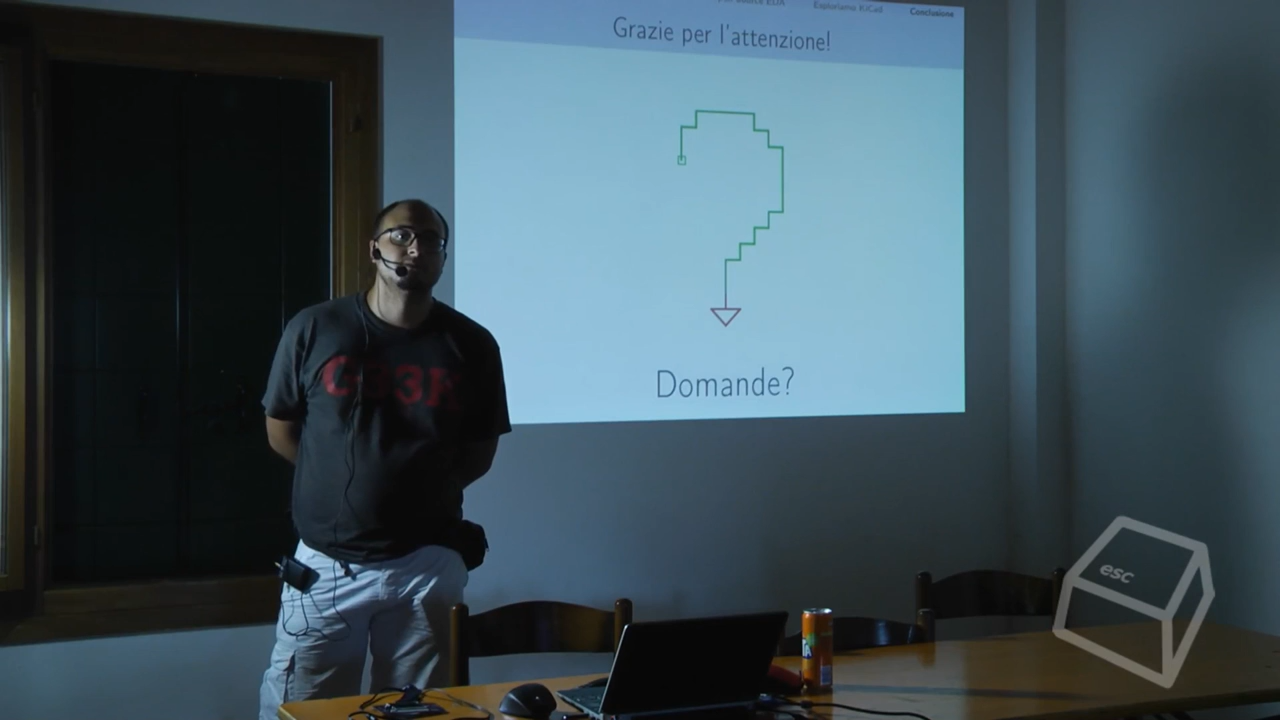 Esploriamo KiCad
Conclusione
Grazie per l'attenzione!
Domande?
esc